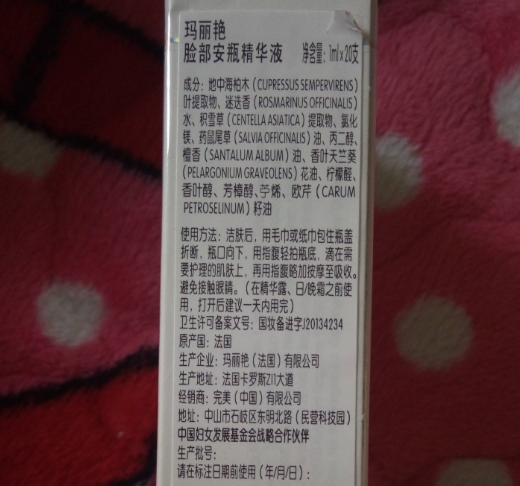 玛丽艳
脸部安瓶精华液 净含量：1ml×20支
成分：地中海柏木（CUPRESSUS SEMPERVIRENS）
叶提取物、迷迭香（ROSMARINUS OFFICINALIS）
水、积雪草（CENTELLA ASIATICA）提取物、氯化
镁、药鼠尾草（SALVIA OFFICINALIS）油、丙二醇、
檀香（SANTALUM ALBUM）油、香叶天竺葵
（PELARGONIUM GRAVEOLENS）花油、柠檬醛、
香叶醇、芳樟醇、苧烯、欧芹（CARUM
PETROSELINUM）籽油
使用方法：洁肤后，用毛巾或纸巾包住瓶盖
折断，瓶口向下，用指腹轻拍瓶底，滴在需
要护理的肌肤上，再用指腹略加按摩至吸收。
避免接触眼睛。（在精华露、日/晚霜之前使
用，打开后建议一天内用完）
卫生许可备案文号：国妆备进字J20134234
原产国：法国
生产企业：玛丽艳（法国）有限公司
生产地址：法国卡罗斯ZI1大道
经销商：完美（中国）有限公司
地址：中山市石岐区东明北路（民营科技园）
中国妇女发展基金会战略合作伙伴
生产批号：
请在标注日期前使用（年/月/日）：